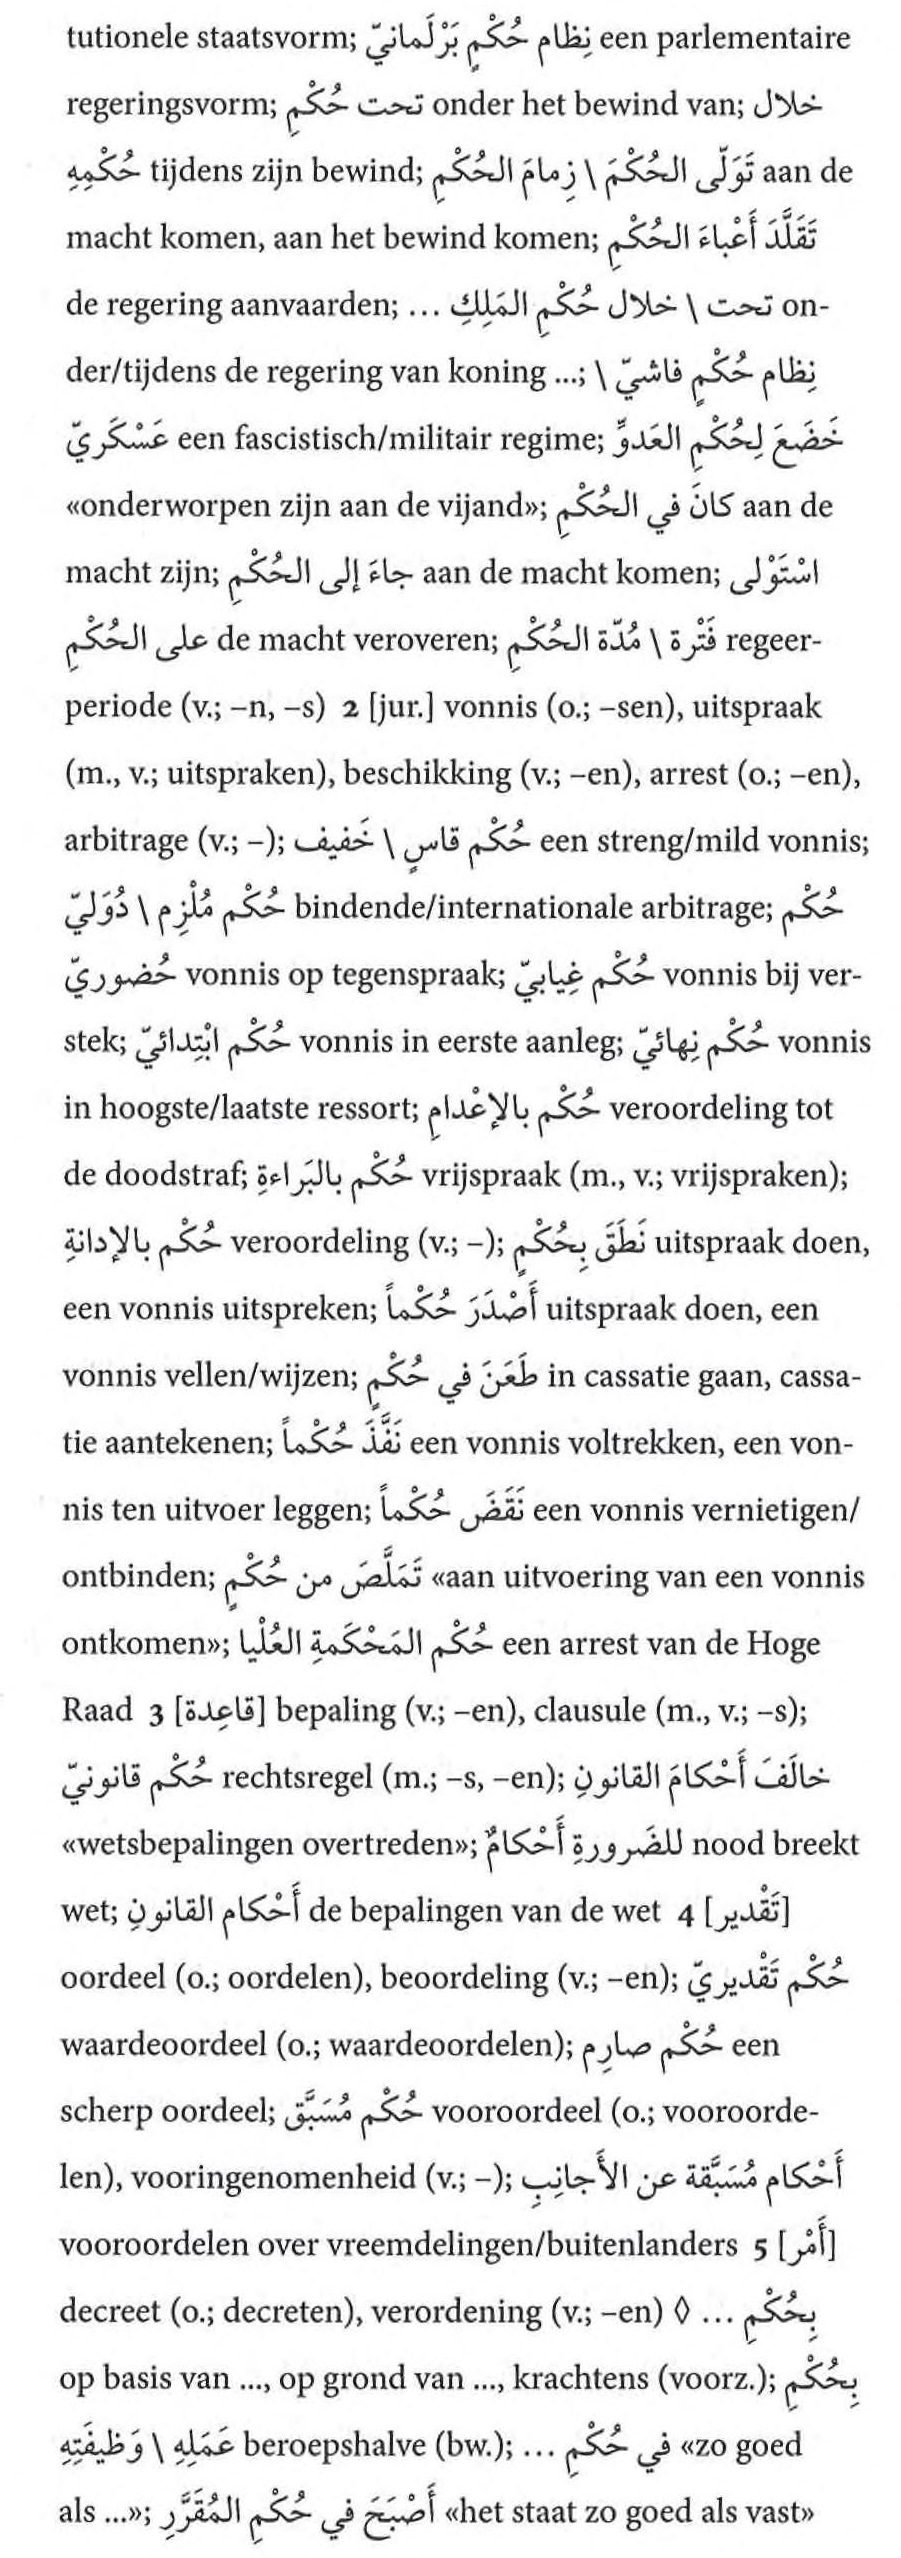 tutionele staatsvorm; نِظام حُكْمٍ بَرْلَمانيّ een parlementaire
regeringsvorm; تحت حُكْمِ onder het bewind van; خلال
حُكْمِهِ tijdens zijn bewind; تَوَلّى الحُكْمَ \ زِمامَ الحُكْمِ aan de
macht komen, aan het bewind komen; تَقَلَّدَ أَعْباءَ الحُكْمِ
de regering aanvaarden; تحت \ خلال حُكْمِ المَلِكِ ... on-
der/tijdens de regering van koning ...; نِظام حُكْمٍ فاشيّ \
عَسْكَريّ een fascistisch/militair regime; خَضَعَ لِحُكْمِ العَدوِّ
«onderworpen zijn aan de vijand»; كانَ في الحُكْمِ aan de
macht zijn; جاءَ إلى الحُكْمِ aan de macht komen; اسْتَوْلى
على الحُكْمِ de macht veroveren; فَتْرة \ مُدّة الحُكْمِ regeer-
periode (v.; –n, –s) 2 [jur.] vonnis (o.; –sen), uitspraak
(m., v.; uitspraken), beschikking (v.; –en), arrest (o.; –en),
arbitrage (v.; –); حُكْم قاسٍ \ خَفيف een streng/mild vonnis;
حُكْم مُلْزِم \ دُوَليّ bindende/internationale arbitrage; حُكْم
حُضوريّ vonnis op tegenspraak; حُكْم غِيابيّ vonnis bij ver-
stek; حُكْم ابْتِدائيّ vonnis in eerste aanleg; حُكْم نِهائيّ vonnis
in hoogste/laatste ressort; حُكْم بالإعْدامِ veroordeling tot
de doodstraf; حُكْم بالبَراءةِ vrijspraak (m., v.; vrijspraken);
حُكْم بالإدانةِ veroordeling (v.; –); نَطَقَ بِحُكْمٍ uitspraak doen,
een vonnis uitspreken; أَصْدَرَ حُكْماً uitspraak doen, een
vonnis vellen/wijzen; طَعَنَ في حُكْمٍ in cassatie gaan, cassa-
tie aantekenen; نَفَّذَ حُكْماً een vonnis voltrekken, een von-
nis ten uitvoer leggen; نَقَضَ حُكْماً een vonnis vernietigen/
ontbinden; تَمَلَّصَ من حُكْمٍ «aan uitvoering van een vonnis
ontkomen»; حُكْم المَحْكَمةِ العُلْيا een arrest van de Hoge
Raad 3 [قاعِدة] bepaling (v.; –en), clausule (m., v.; –s);
حُكْم قانونيّ rechtsregel (m.; –s, –en); خالَفَ أَحْكامَ القانونِ
«wetsbepalingen overtreden»; للضَرورةِ أَحْكامٌ nood breekt
wet; أَحْكام القانونِ de bepalingen van de wet 4 [تَقْدير]
oordeel (o.; oordelen), beoordeling (v.; –en); حُكْم تَقْديريّ
waardeoordeel (o.; waardeoordelen); حُكْم صارِم een
scherp oordeel; حُكْم مُسَبَّق vooroordeel (o.; vooroorde-
len), vooringenomenheid (v.; –); أَحْكام مُسَبَّقة عن الأَجانِبِ
vooroordelen over vreemdelingen/buitenlanders 5 [أَمْر]
decreet (o.; decreten), verordening (v.; –en) ◊ بِحُكْمِ ...
op basis van ..., op grond van ..., krachtens (voorz.); بِحُكْمِ
عَمَلِهِ \ وَظيفَتِهِ beroepshalve (bw.); في حُكْمِ ... «zo goed
als ...»; أَصْبَحَ في حُكْمِ المُقَرَّرِ «het staat zo goed als vast»